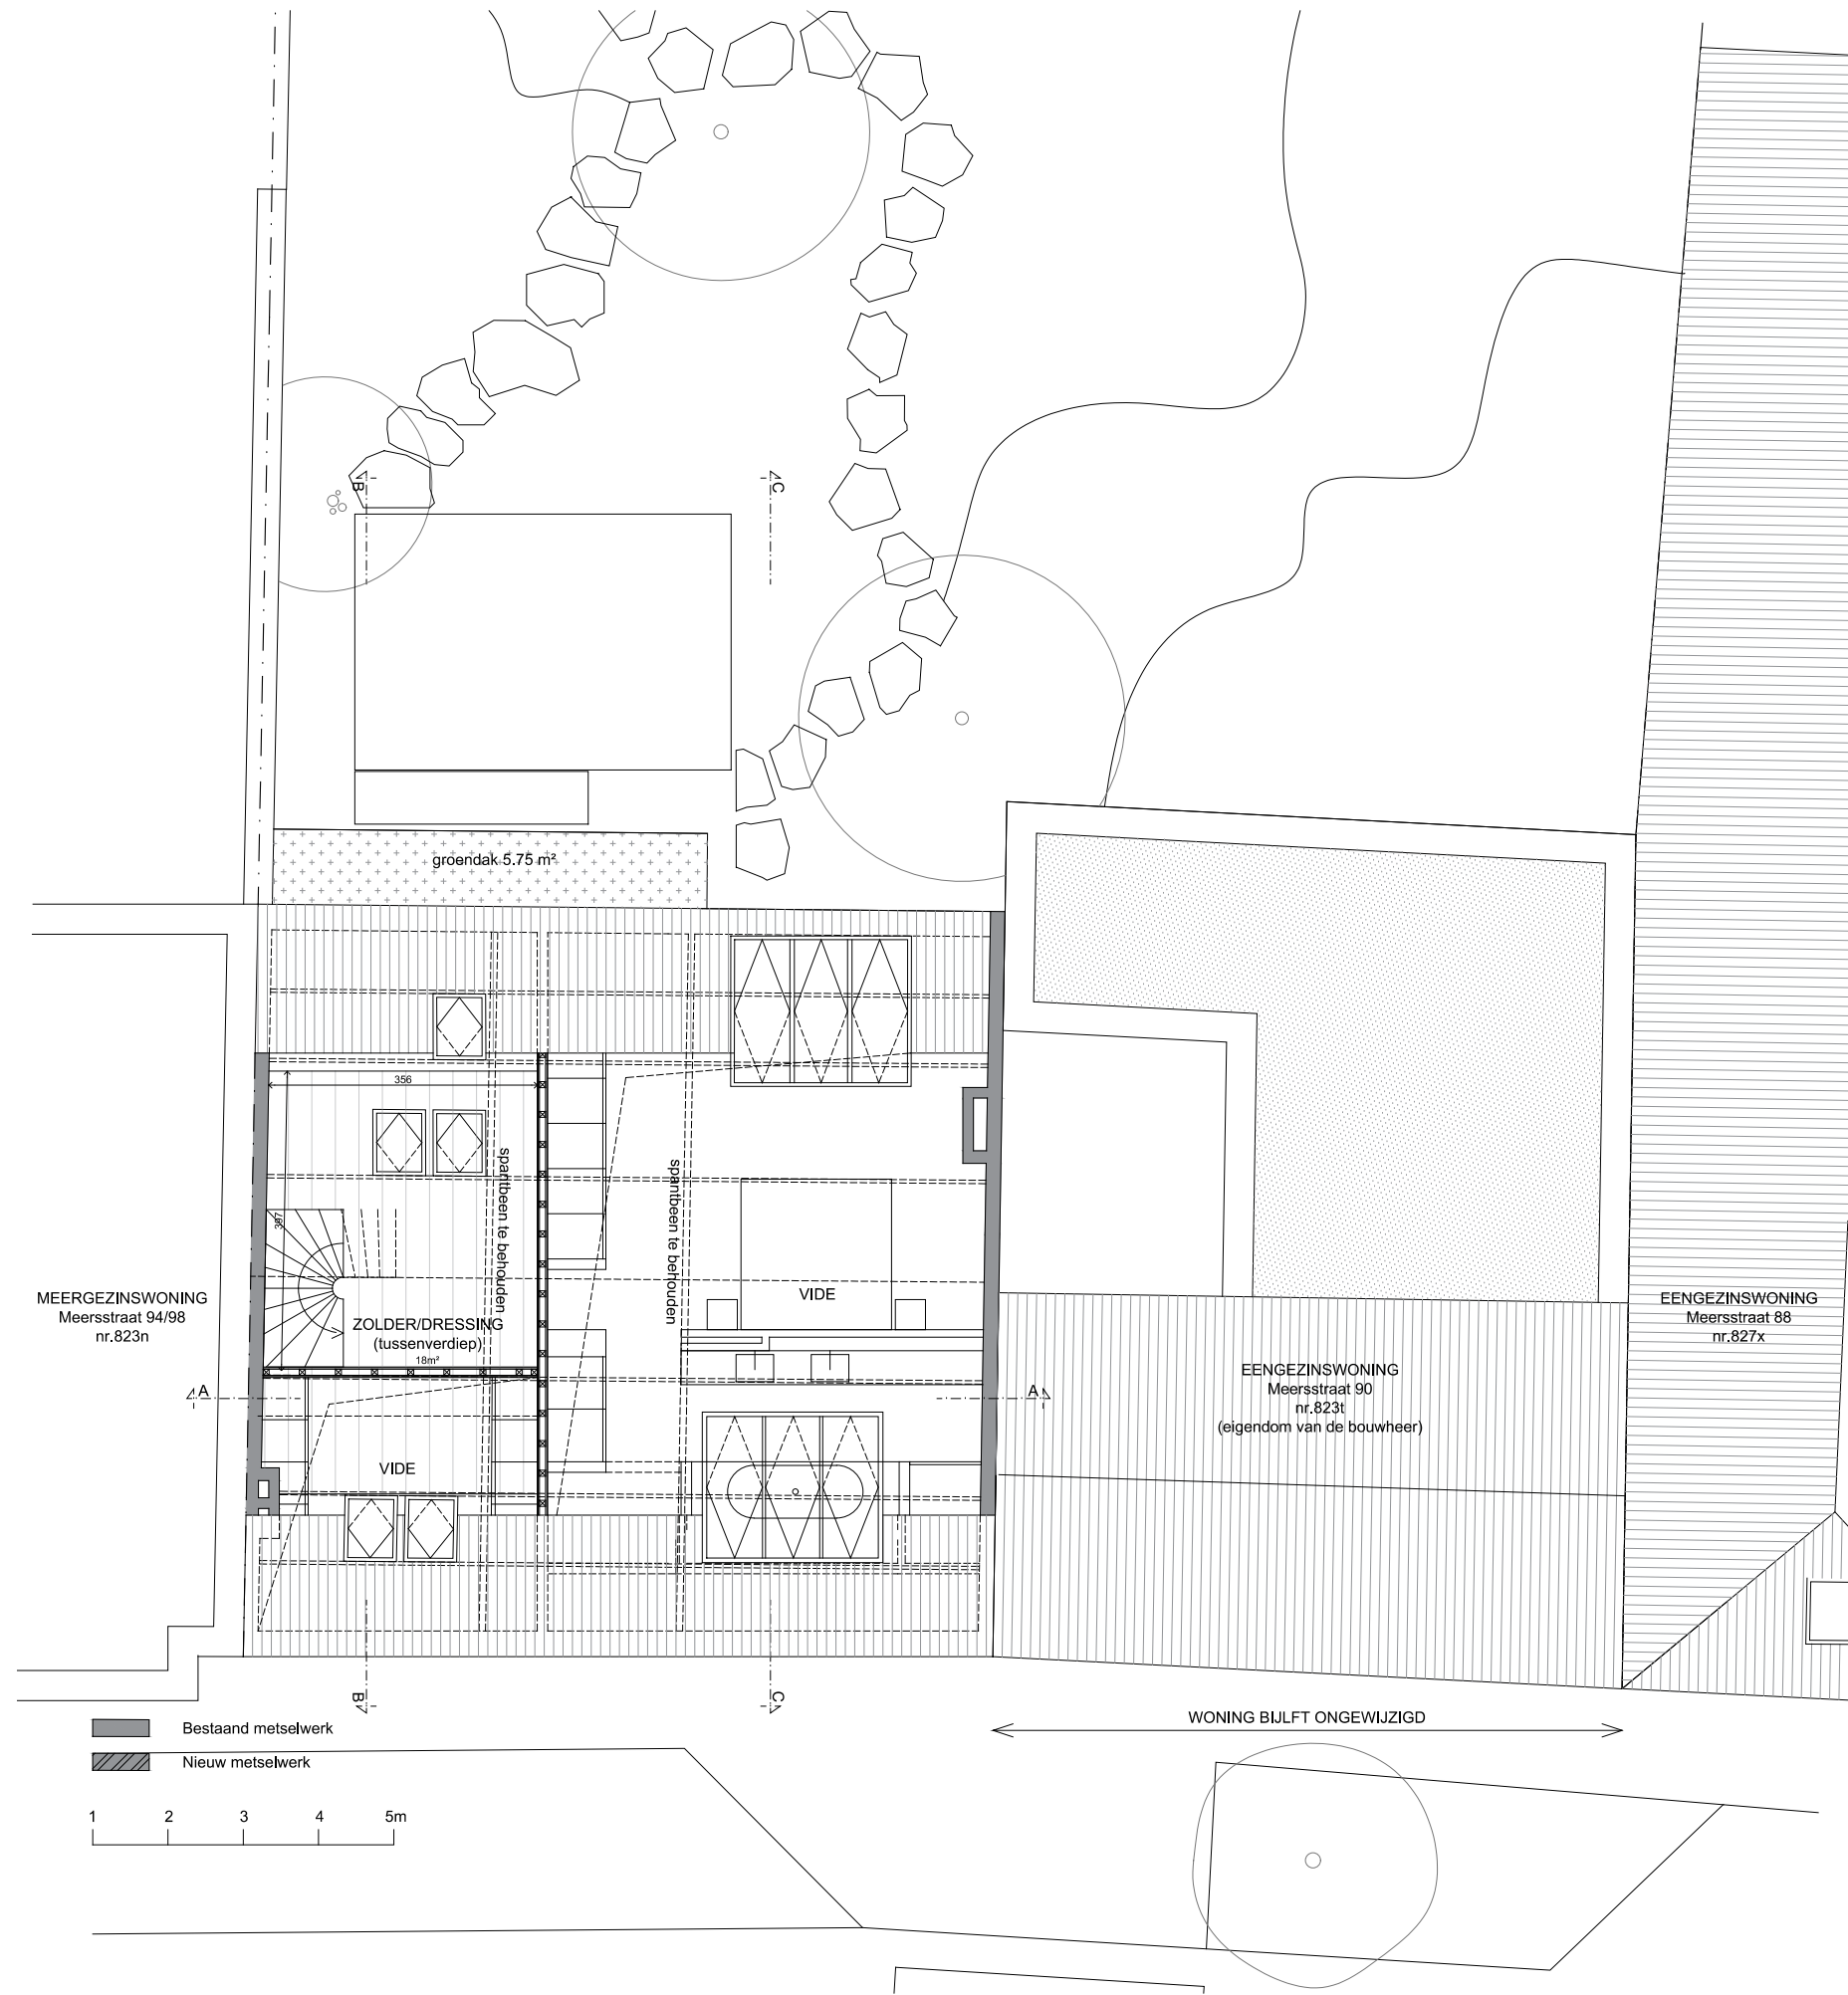 B
C
groendak 5.75 m²
356
397
spantbeen te behouden
spantbeen te behouden
VIDE
MEERGEZINSWONING
Meersstraat 94/98
nr.823n
ZOLDER/DRESSING
(tussenverdiep)
18m²
EENGEZINSWONING
Meersstraat 88
nr.827x
EENGEZINSWONING
Meersstraat 90
nr.823t
(eigendom van de bouwheer)
A
A
VIDE
B
C
WONING BIJLFT ONGEWIJZIGD
Bestaand metselwerk
Nieuw metselwerk
1 2 3 4 5m